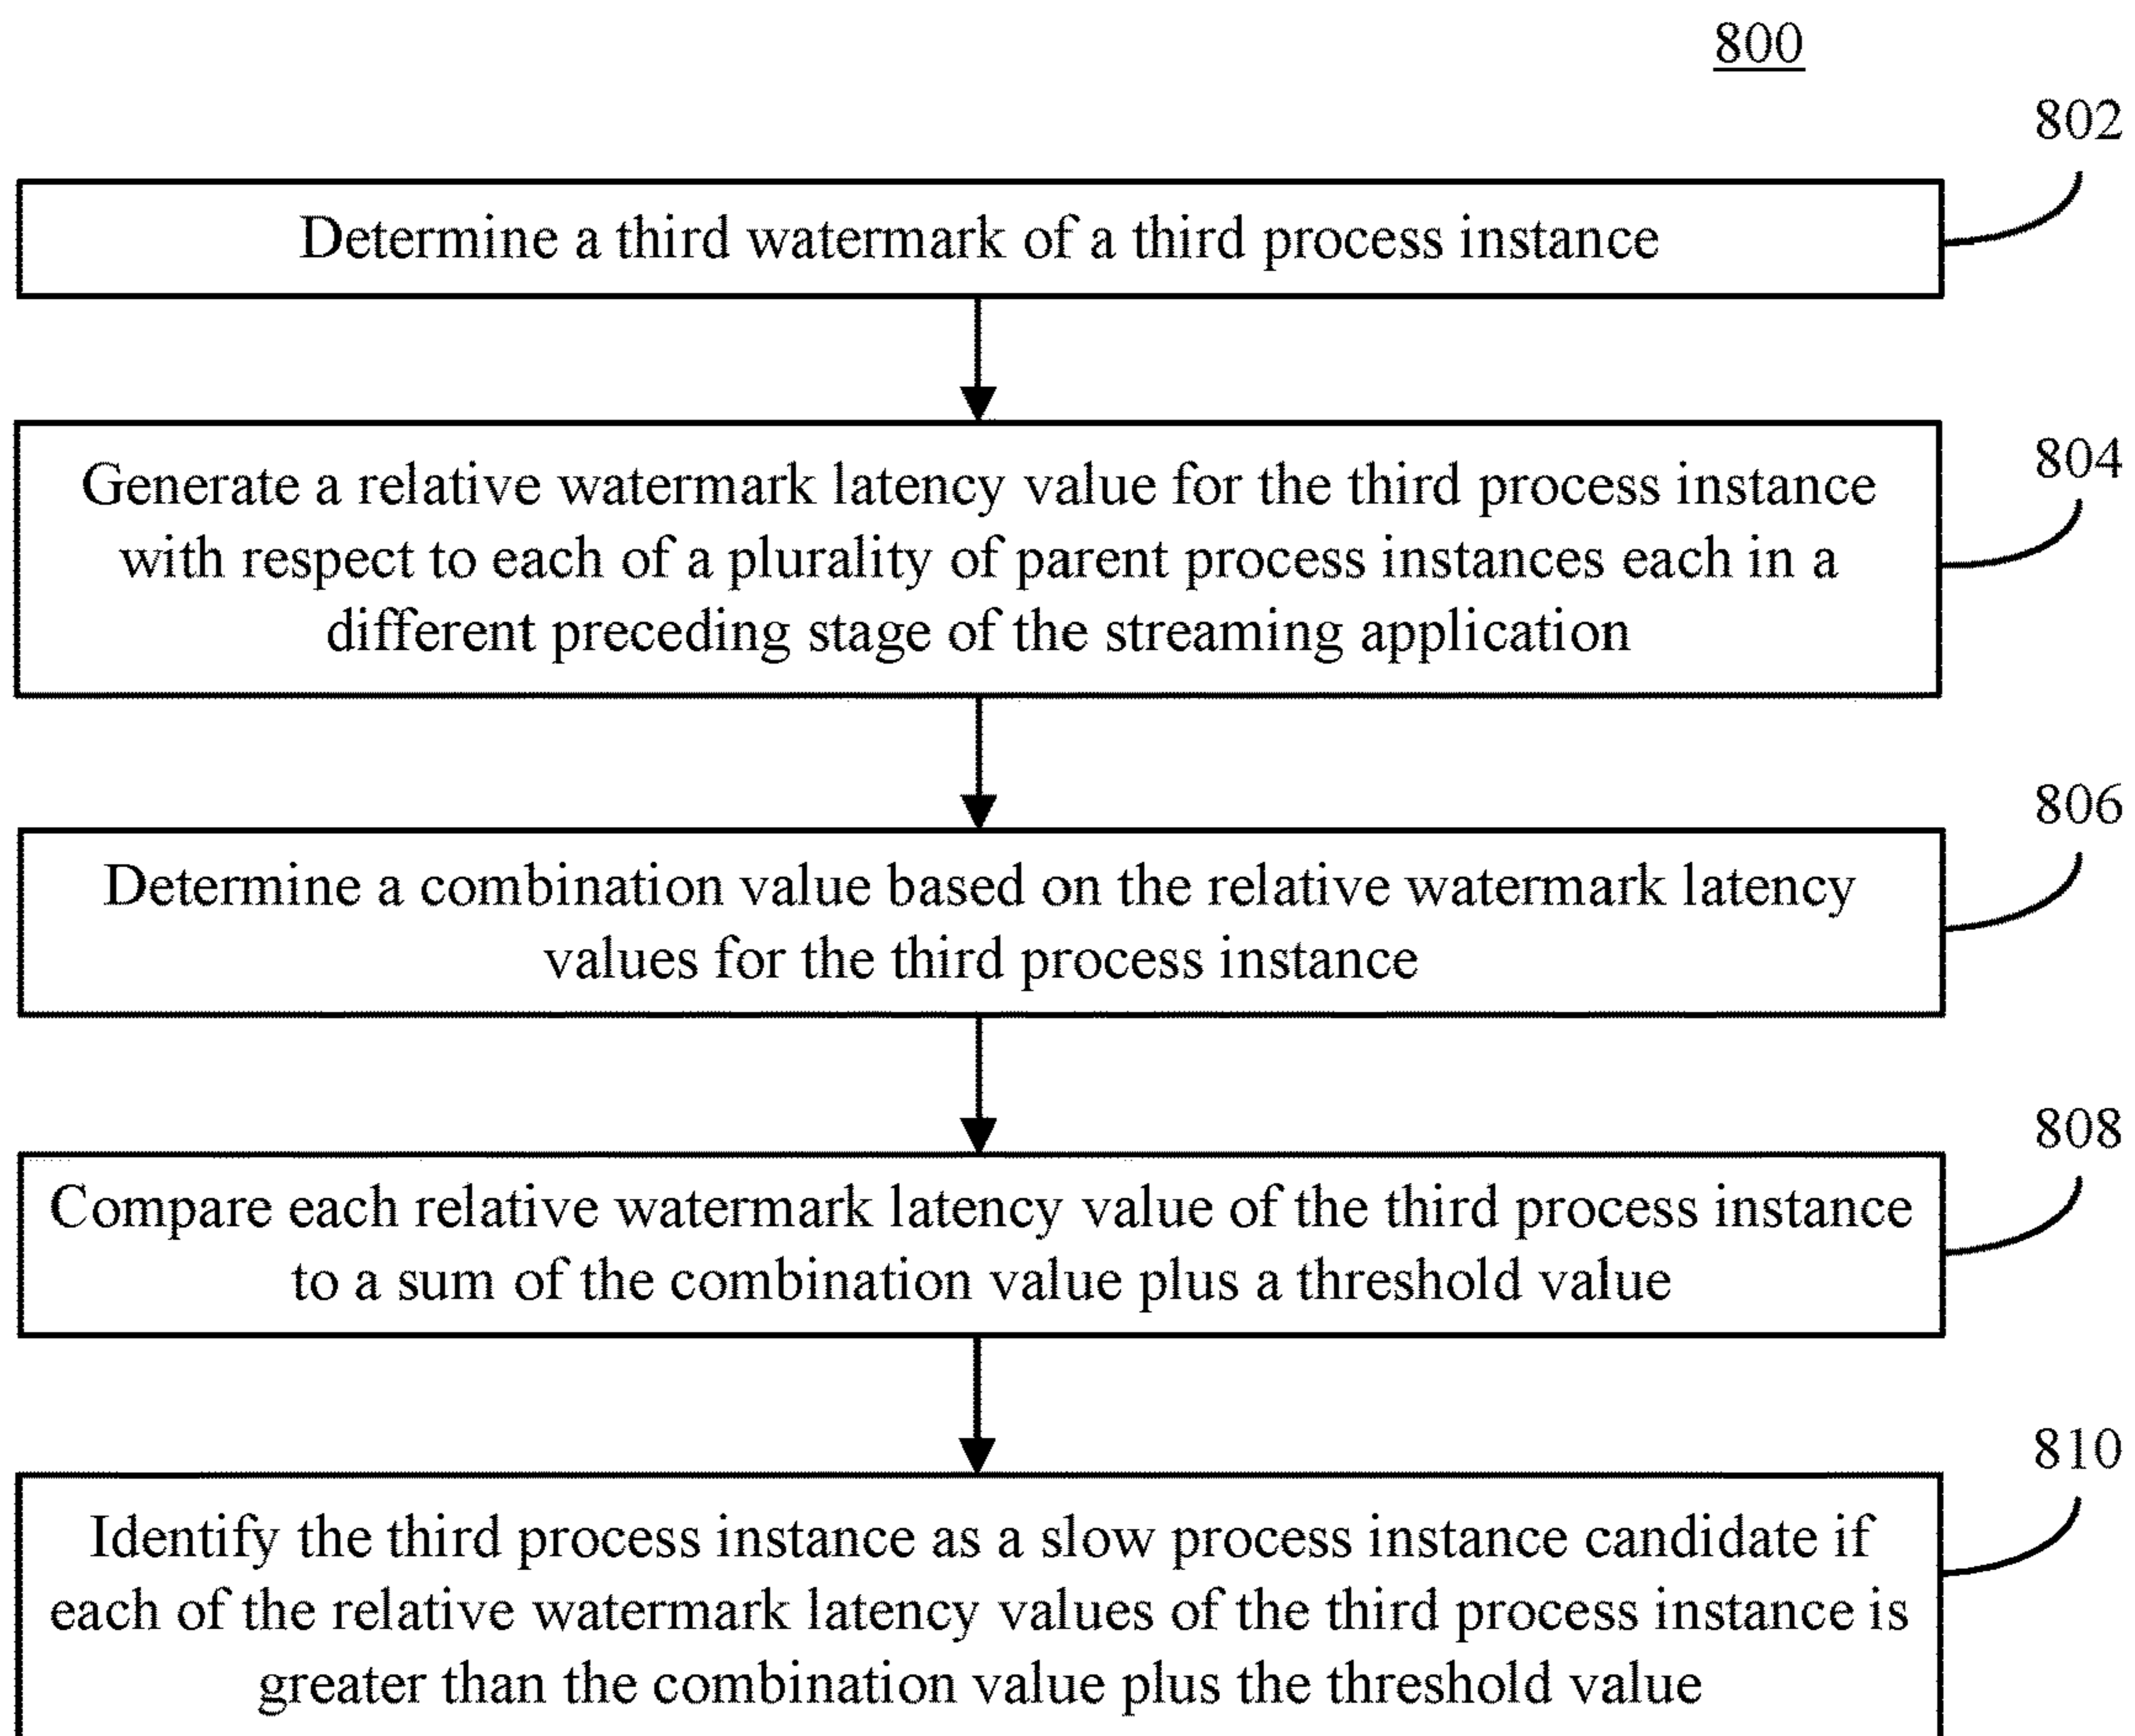 800
802
Determine a third watermark of a third process instance
804
Generate a relative watermark latency value for the third process instance
with respect to each of a plurality of parent process instances each in a
different preceding stage of the streaming application
806
Determine a combination value based on the relative watermark latency
values for the third process instance
808
Compare each relative watermark latency value of the third process instance
to a sum of the combination value plus a threshold value
810
Identify the third process instance as a slow process instance candidate if
each of the relative watermark latency values of the third process instance is
greater than the combination value plus the threshold value